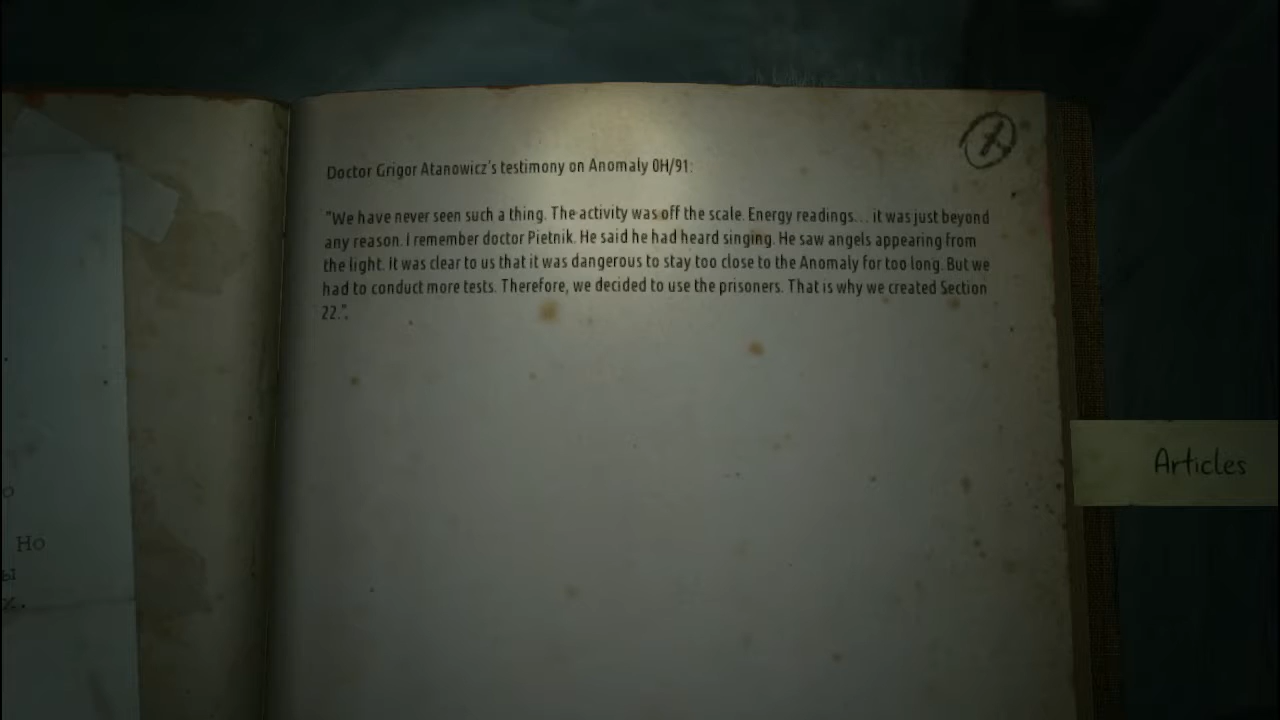 Doctor Grigor Atanowicz's testimony on Anomaly 0H/91:
"We have never seen such a thing. The activity was off the scale. Energy readings... it was just beyond
any reason. I remember doctor Pietnik. He said he had heard singing. He saw angels appearing from
the light. It was clear to us that it was dangerous to stay too close to the Anomaly for too long. But we
had to conduct more tests. Therefore, we decided to use the prisoners. That is why we created Section
22.".
Articles
о
Но
ы
х.